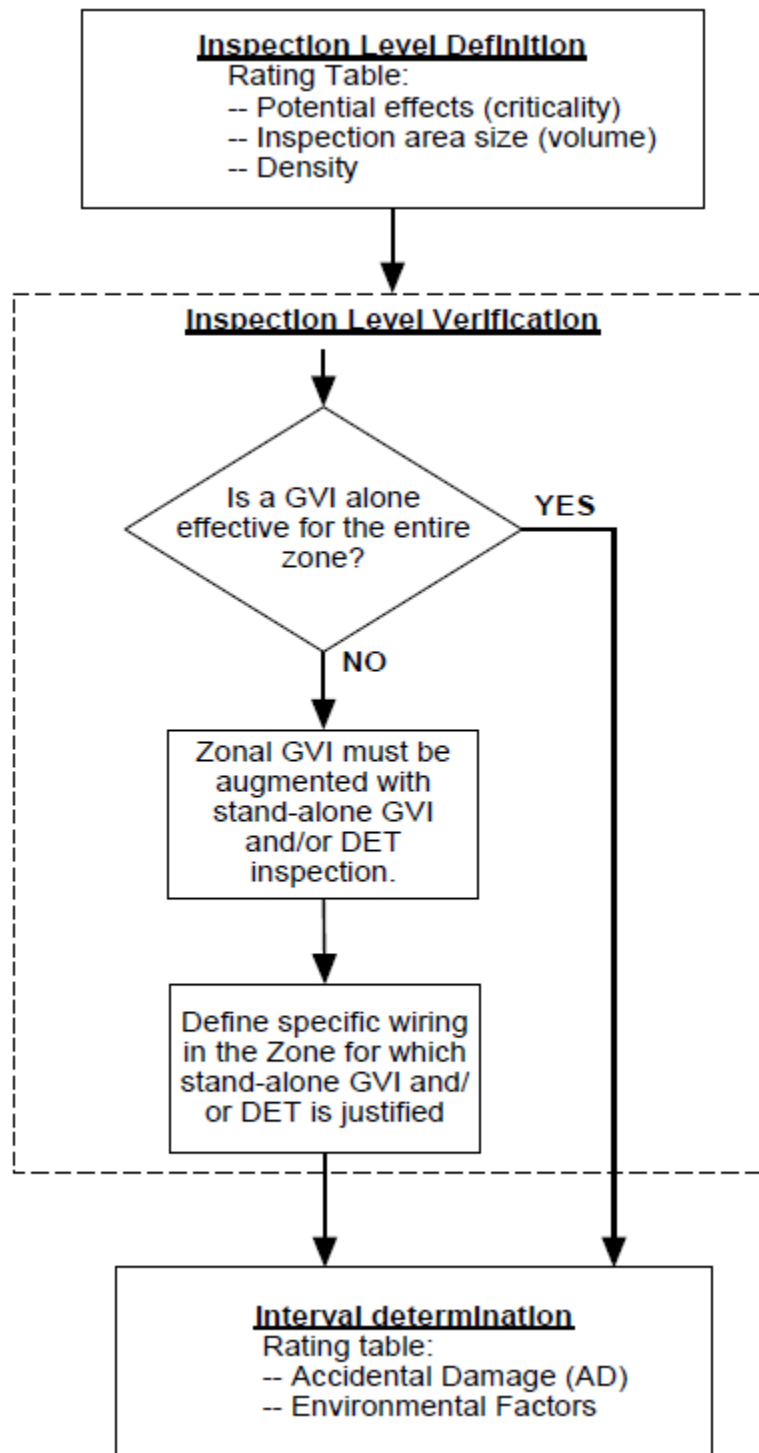 Inspection Level Definition
Rating Table:
-- Potential effects (criticality)
-- Inspection area size (volume)
-- Density
Inspection Level Verification
Is a GVI alone
effective for the entire
zone?
YES
NO
Zonal GVI must be
augmented with
stand-alone GVI
and/or DET
inspection.
Define specific wiring
in the Zone for which
stand-alone GVI and/
or DET is justified
Interval determination
Rating table:
-- Accidental Damage (AD)
-- Environmental Factors